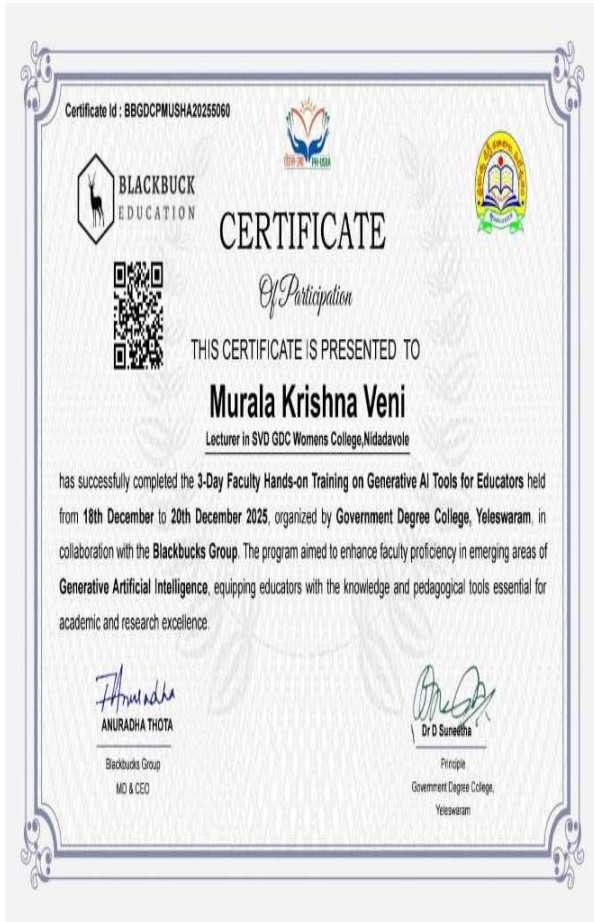 Certificate Id : BBGDCPMUSHA20255060
BLACKBUCK
EDUCATION
CERTIFICATE
Of Participation
THIS CERTIFICATE IS PRESENTED TO
Murala Krishna Veni
Lecturer in SVD GDC Womens College,Nidadavole
has successfully completed the 3-Day Faculty Hands-on Training on Generative AI Tools for Educators held
from 18th December to 20th December 2025, organized by Government Degree College, Yeleswaram, in
collaboration with the Blackbucks Group. The program aimed to enhance faculty proficiency in emerging areas of
Generative Artificial Intelligence, equipping educators with the knowledge and pedagogical tools essential for
academic and research excellence.
ANURADHA THOTA
Blackbucks Group
MD & CEO
Dr D Suneetha
Principle
Government Degree College,
Yeleswaram